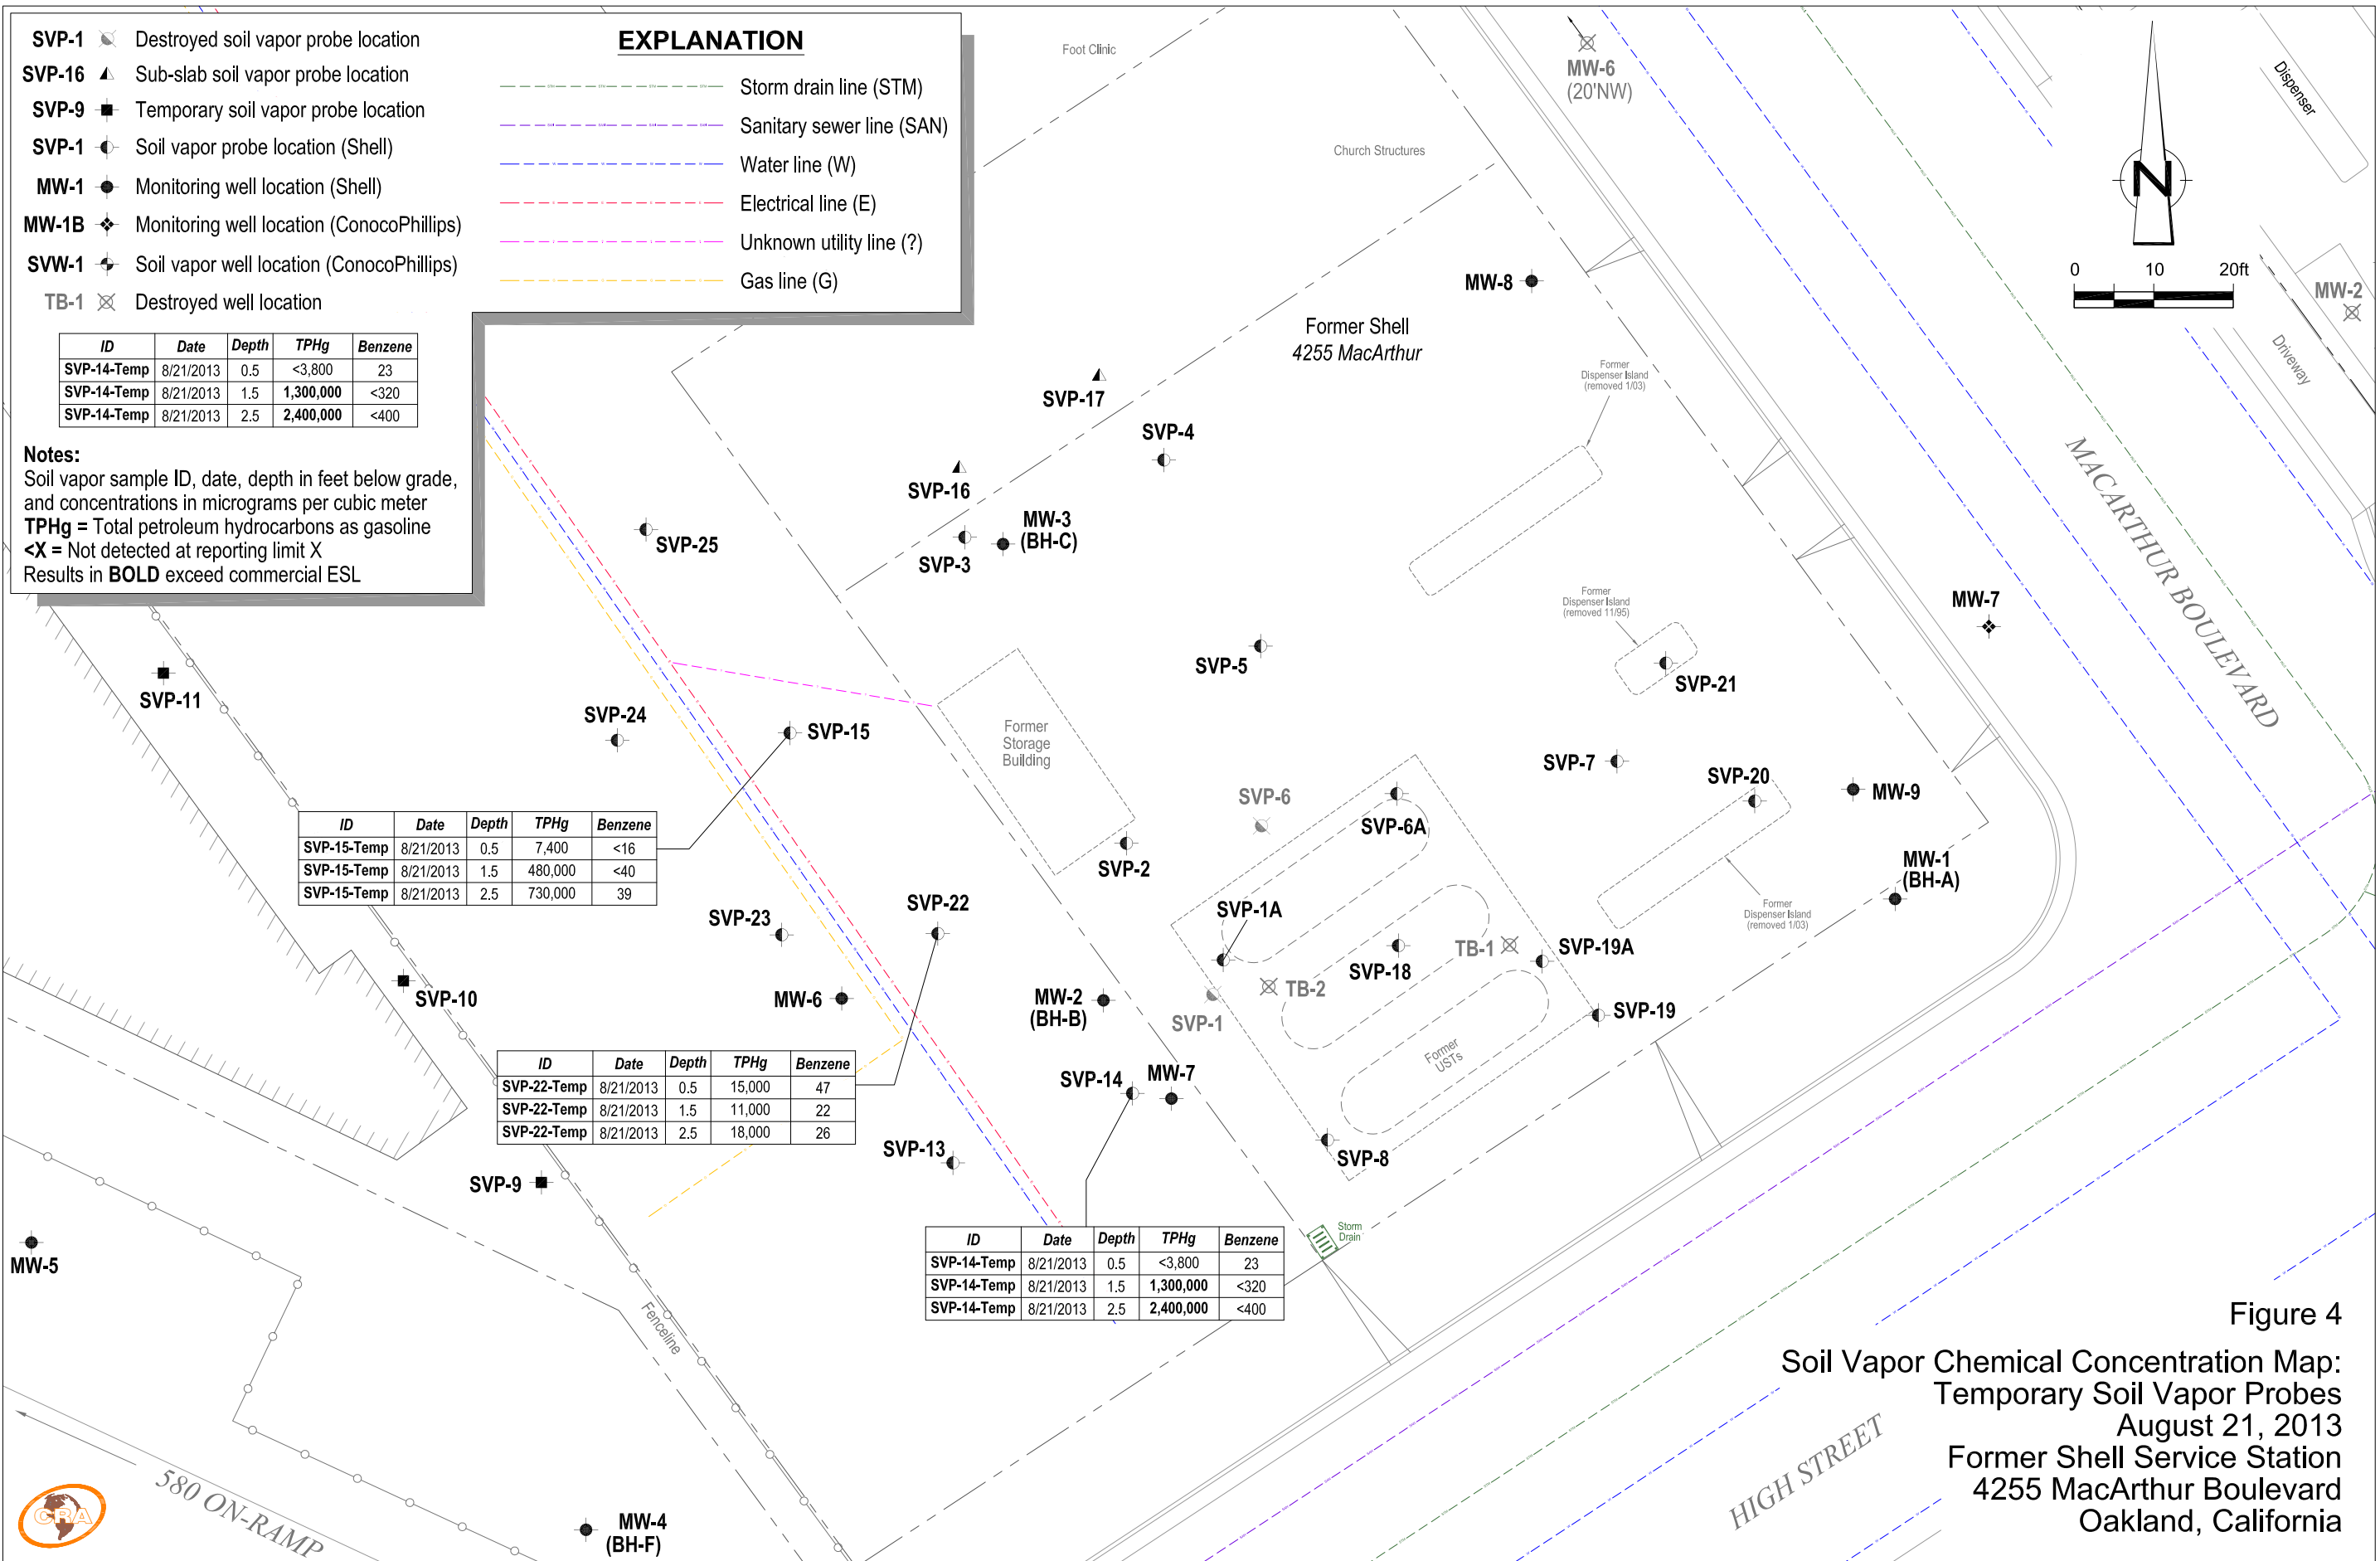 SVP-1 Destroyed soil vapor probe location
SVP-16 Sub-slab soil vapor probe location
SVP-9 Temporary soil vapor probe location
SVP-1 Soil vapor probe location (Shell)
MW-1 Monitoring well location (Shell)
MW-1B Monitoring well location (ConocoPhillips)
SVW-1 Soil vapor well location (ConocoPhillips)
TB-1 Destroyed well location
EXPLANATION
Storm drain line (STM)
Sanitary sewer line (SAN)
Water line (W)
Electrical line (E)
Unknown utility line (?)
Gas line (G)
ID Date Depth TPHg Benzene
SVP-14-Temp 8/21/2013 0.5 <3,800 23
SVP-14-Temp 8/21/2013 1.5 1,300,000 <320
SVP-14-Temp 8/21/2013 2.5 2,400,000 <400
Notes:
Soil vapor sample ID, date, depth in feet below grade,
and concentrations in micrograms per cubic meter
TPHg = Total petroleum hydrocarbons as gasoline
<X = Not detected at reporting limit X
Results in BOLD exceed commercial ESL
Foot Clinic
Church Structures
MW-6
(20'NW)
Dispenser
N
0 10 20ft
MW-2
Driveway
MW-8
Former Shell
4255 MacArthur
Former
Dispenser Island
(removed 1/03)
MACARTHUR BOULEVARD
SVP-17
SVP-4
SVP-16
MW-3
(BH-C)
SVP-3
SVP-25
Former
Dispenser Island
(removed 11/95)
MW-7
SVP-5
SVP-21
SVP-11
SVP-24
SVP-15
Former
Storage
Building
SVP-7
SVP-20
MW-9
SVP-6
SVP-6A
SVP-2
MW-1
(BH-A)
ID Date Depth TPHg Benzene
SVP-15-Temp 8/21/2013 0.5 7,400 <16
SVP-15-Temp 8/21/2013 1.5 480,000 <40
SVP-15-Temp 8/21/2013 2.5 730,000 39
SVP-23
SVP-22
SVP-1A
Former
Dispenser Island
(removed 1/03)
TB-1
SVP-19A
SVP-18
TB-2
SVP-10
MW-6
MW-2
(BH-B)
SVP-1
SVP-19
Former
USTs
ID Date Depth TPHg Benzene
SVP-22-Temp 8/21/2013 0.5 15,000 47
SVP-22-Temp 8/21/2013 1.5 11,000 22
SVP-22-Temp 8/21/2013 2.5 18,000 26
SVP-14
MW-7
SVP-13
SVP-8
SVP-9
Storm
Drain
MW-5
ID Date Depth TPHg Benzene
SVP-14-Temp 8/21/2013 0.5 <3,800 23
SVP-14-Temp 8/21/2013 1.5 1,300,000 <320
SVP-14-Temp 8/21/2013 2.5 2,400,000 <400
Fenceline
580 ON-RAMP
CRA
MW-4
(BH-F)
HIGH STREET
Figure 4
Soil Vapor Chemical Concentration Map:
Temporary Soil Vapor Probes
August 21, 2013
Former Shell Service Station
4255 MacArthur Boulevard
Oakland, California